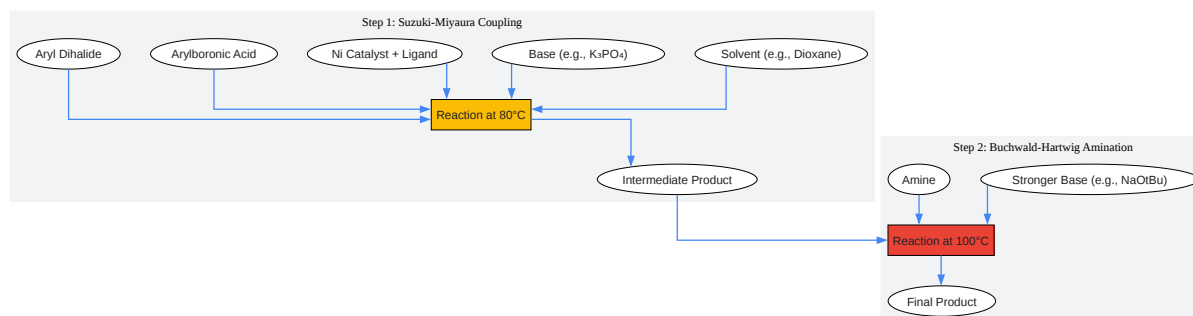 Step 1: Suzuki-Miyaura Coupling
Aryl Dihalide
Arylboronic Acid
Ni Catalyst + Ligand
Base (e.g., K₃PO₄)
Solvent (e.g., Dioxane)
Reaction at 80°C
Intermediate Product
Step 2: Buchwald-Hartwig Amination
Amine
Stronger Base (e.g., NaOtBu)
Reaction at 100°C
Final Product